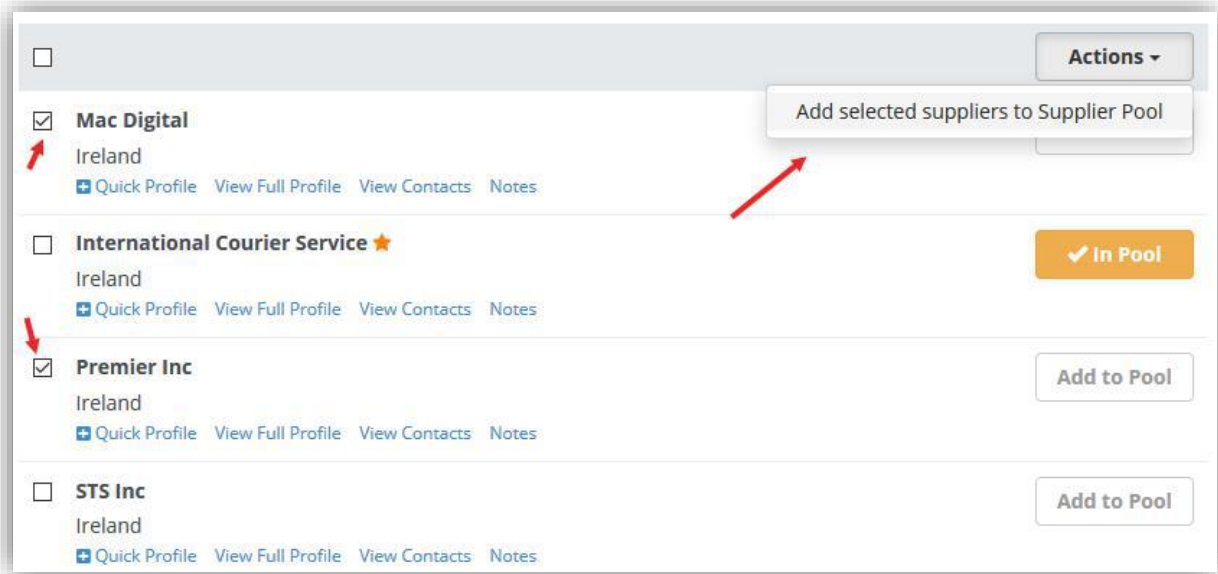 Actions
Add selected suppliers to Supplier Pool
Mac Digital
Ireland
Quick Profile View Full Profile View Contacts Notes
International Courier Service
In Pool
Ireland
Quick Profile View Full Profile View Contacts Notes
Premier Inc
Add to Pool
Ireland
Quick Profile View Full Profile View Contacts Notes
STS Inc
Add to Pool
Ireland
Quick Profile View Full Profile View Contacts Notes